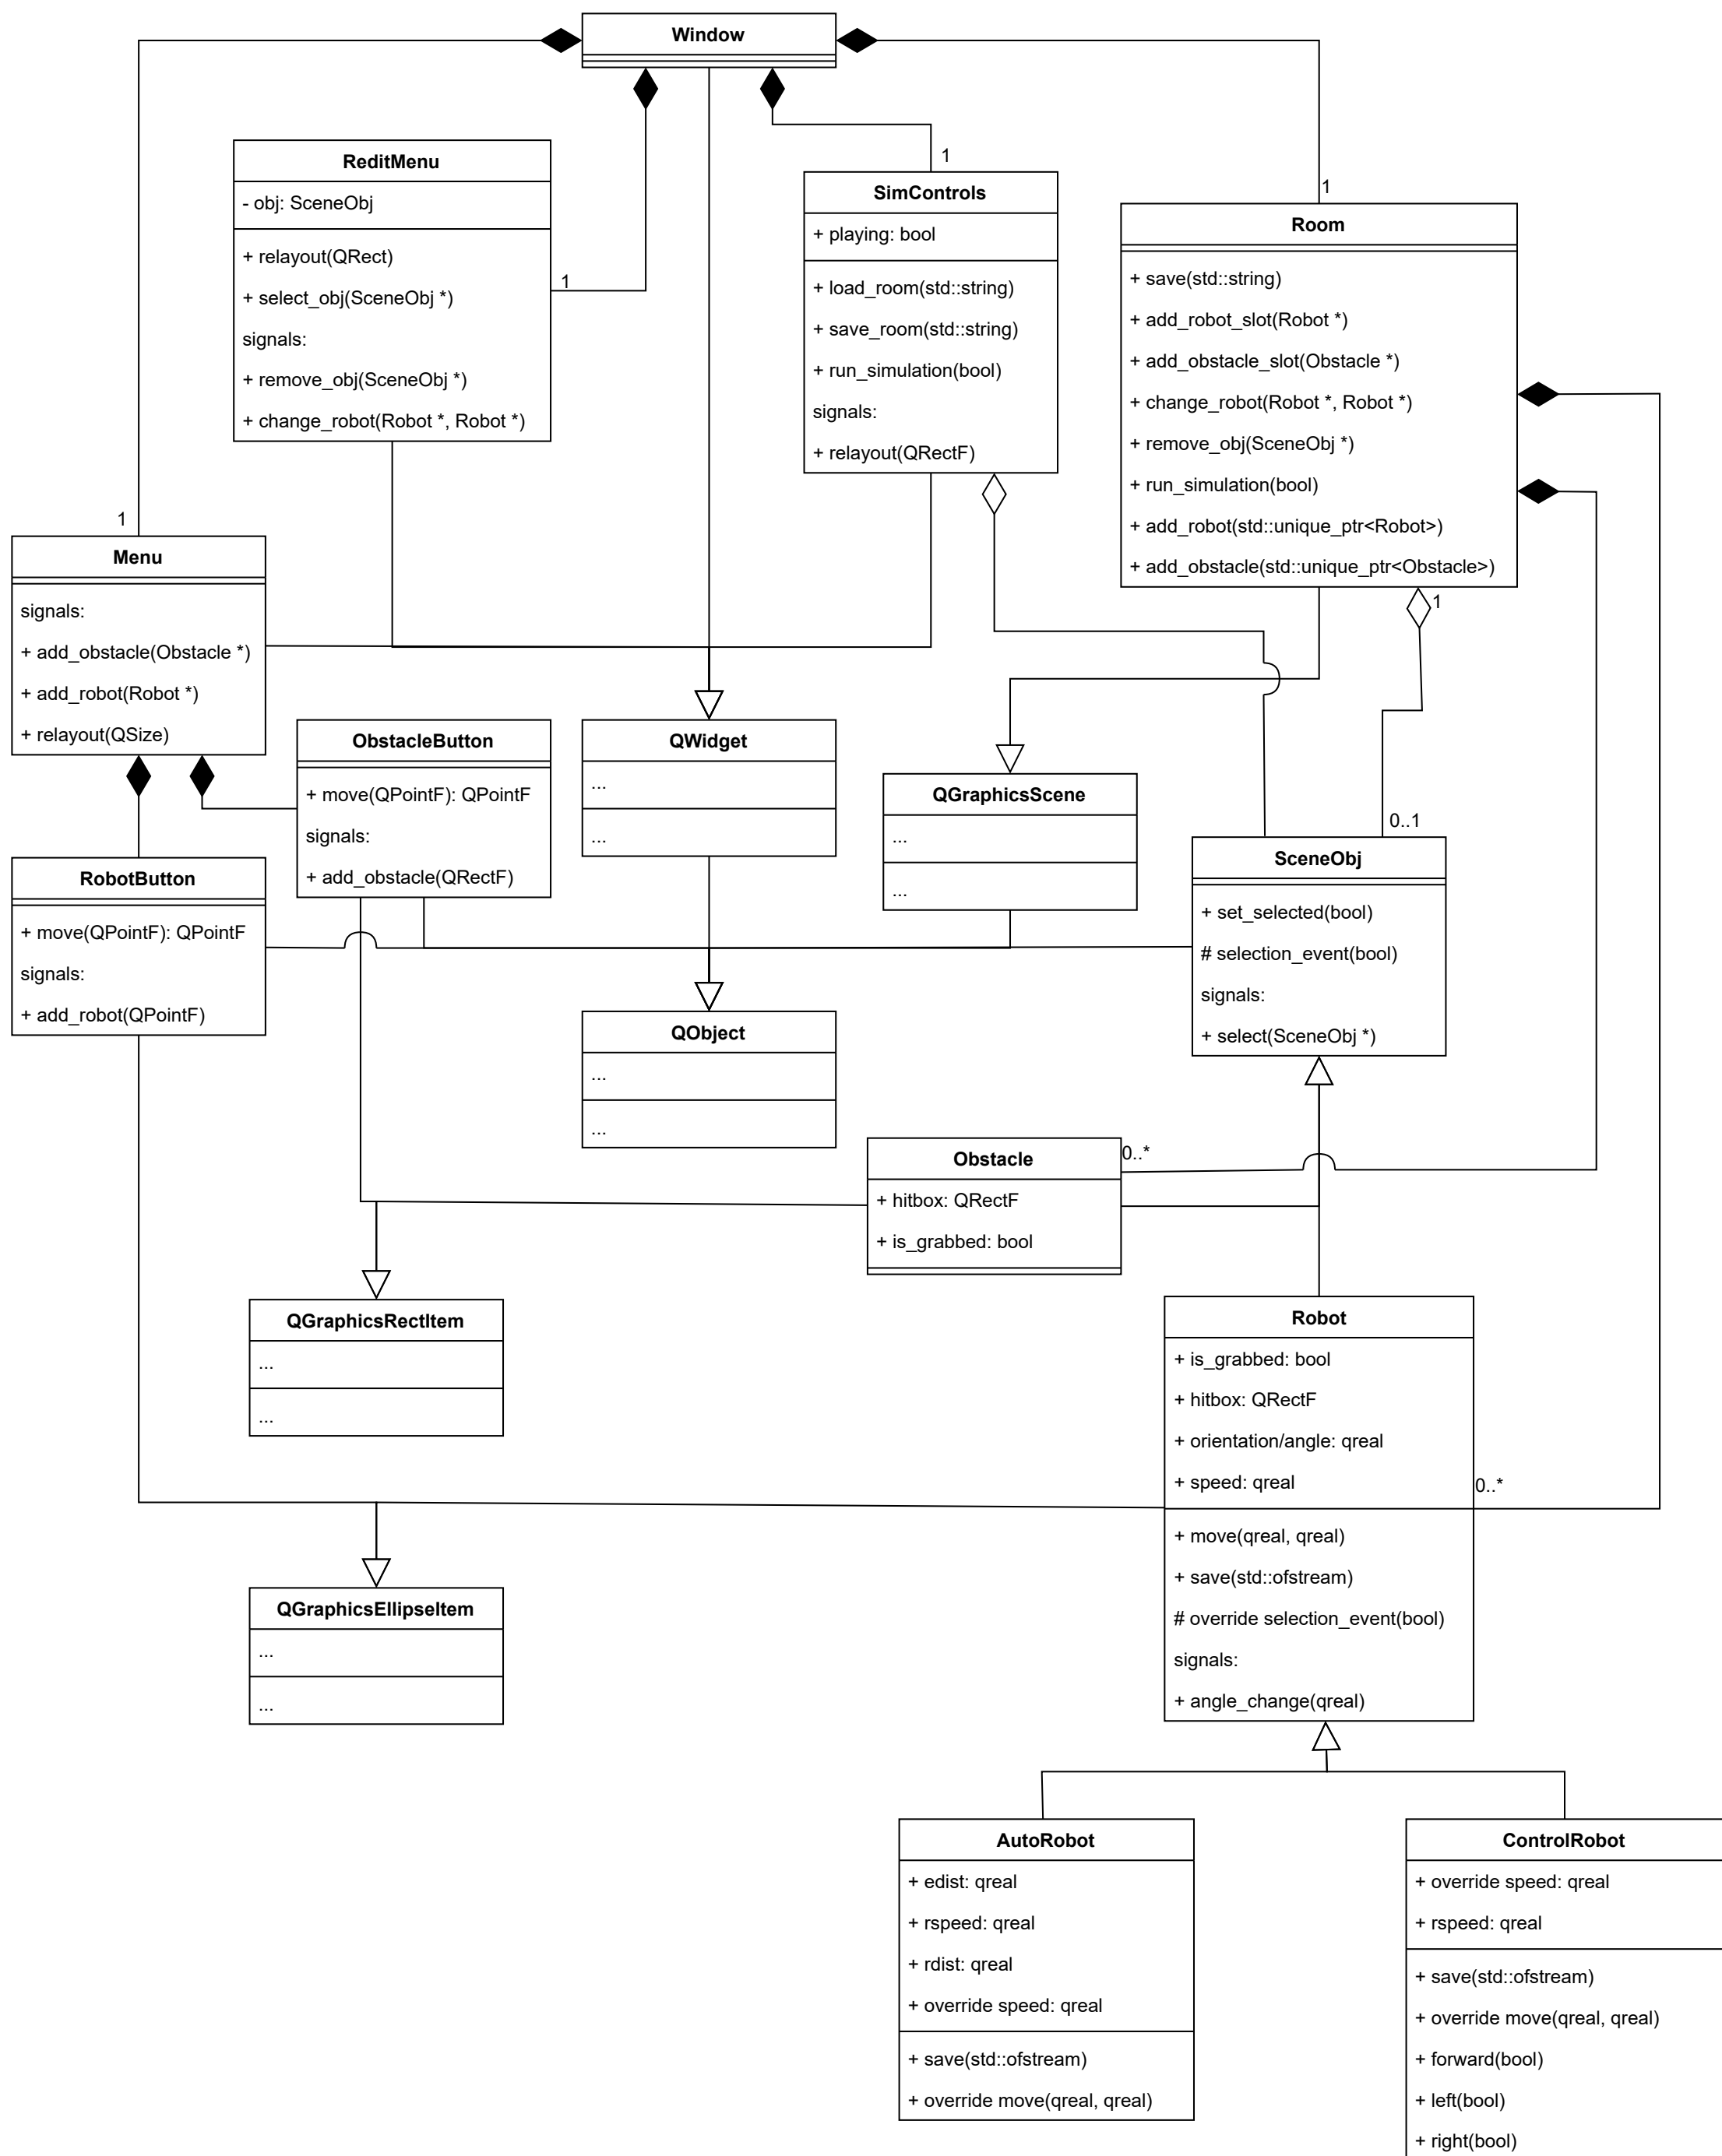 Window
ReditMenu
- obj: SceneObj
+ relayout(QRect)
+ select_obj(SceneObj *)
signals:
+ remove_obj(SceneObj *)
+ change_robot(Robot *, Robot *)
1
1
SimControls
+ playing: bool
+ load_room(std::string)
+ save_room(std::string)
+ run_simulation(bool)
signals:
+ relayout(QRectF)
1
Room
+ save(std::string)
+ add_robot_slot(Robot *)
+ add_obstacle_slot(Obstacle *)
+ change_robot(Robot *, Robot *)
+ remove_obj(SceneObj *)
+ run_simulation(bool)
+ add_robot(std::unique_ptr<Robot>)
+ add_obstacle(std::unique_ptr<Obstacle>)
1
1
Menu
signals:
+ add_obstacle(Obstacle *)
+ add_robot(Robot *)
+ relayout(QSize)
ObstacleButton
+ move(QPointF): QPointF
signals:
+ add_obstacle(QRectF)
QWidget
...
...
QGraphicsScene
...
...
0..1
SceneObj
+ set_selected(bool)
# selection_event(bool)
signals:
+ select(SceneObj *)
RobotButton
+ move(QPointF): QPointF
signals:
+ add_robot(QPointF)
QObject
...
...
Obstacle
+ hitbox: QRectF
+ is_grabbed: bool
0..*
QGraphicsRectItem
...
...
Robot
+ is_grabbed: bool
+ hitbox: QRectF
+ orientation/angle: qreal
+ speed: qreal
+ move(qreal, qreal)
+ save(std::ofstream)
# override selection_event(bool)
signals:
+ angle_change(qreal)
0..*
QGraphicsEllipseItem
...
...
AutoRobot
+ edist: qreal
+ rspeed: qreal
+ rdist: qreal
+ override speed: qreal
+ save(std::ofstream)
+ override move(qreal, qreal)
ControlRobot
+ override speed: qreal
+ rspeed: qreal
+ save(std::ofstream)
+ override move(qreal, qreal)
+ forward(bool)
+ left(bool)
+ right(bool)